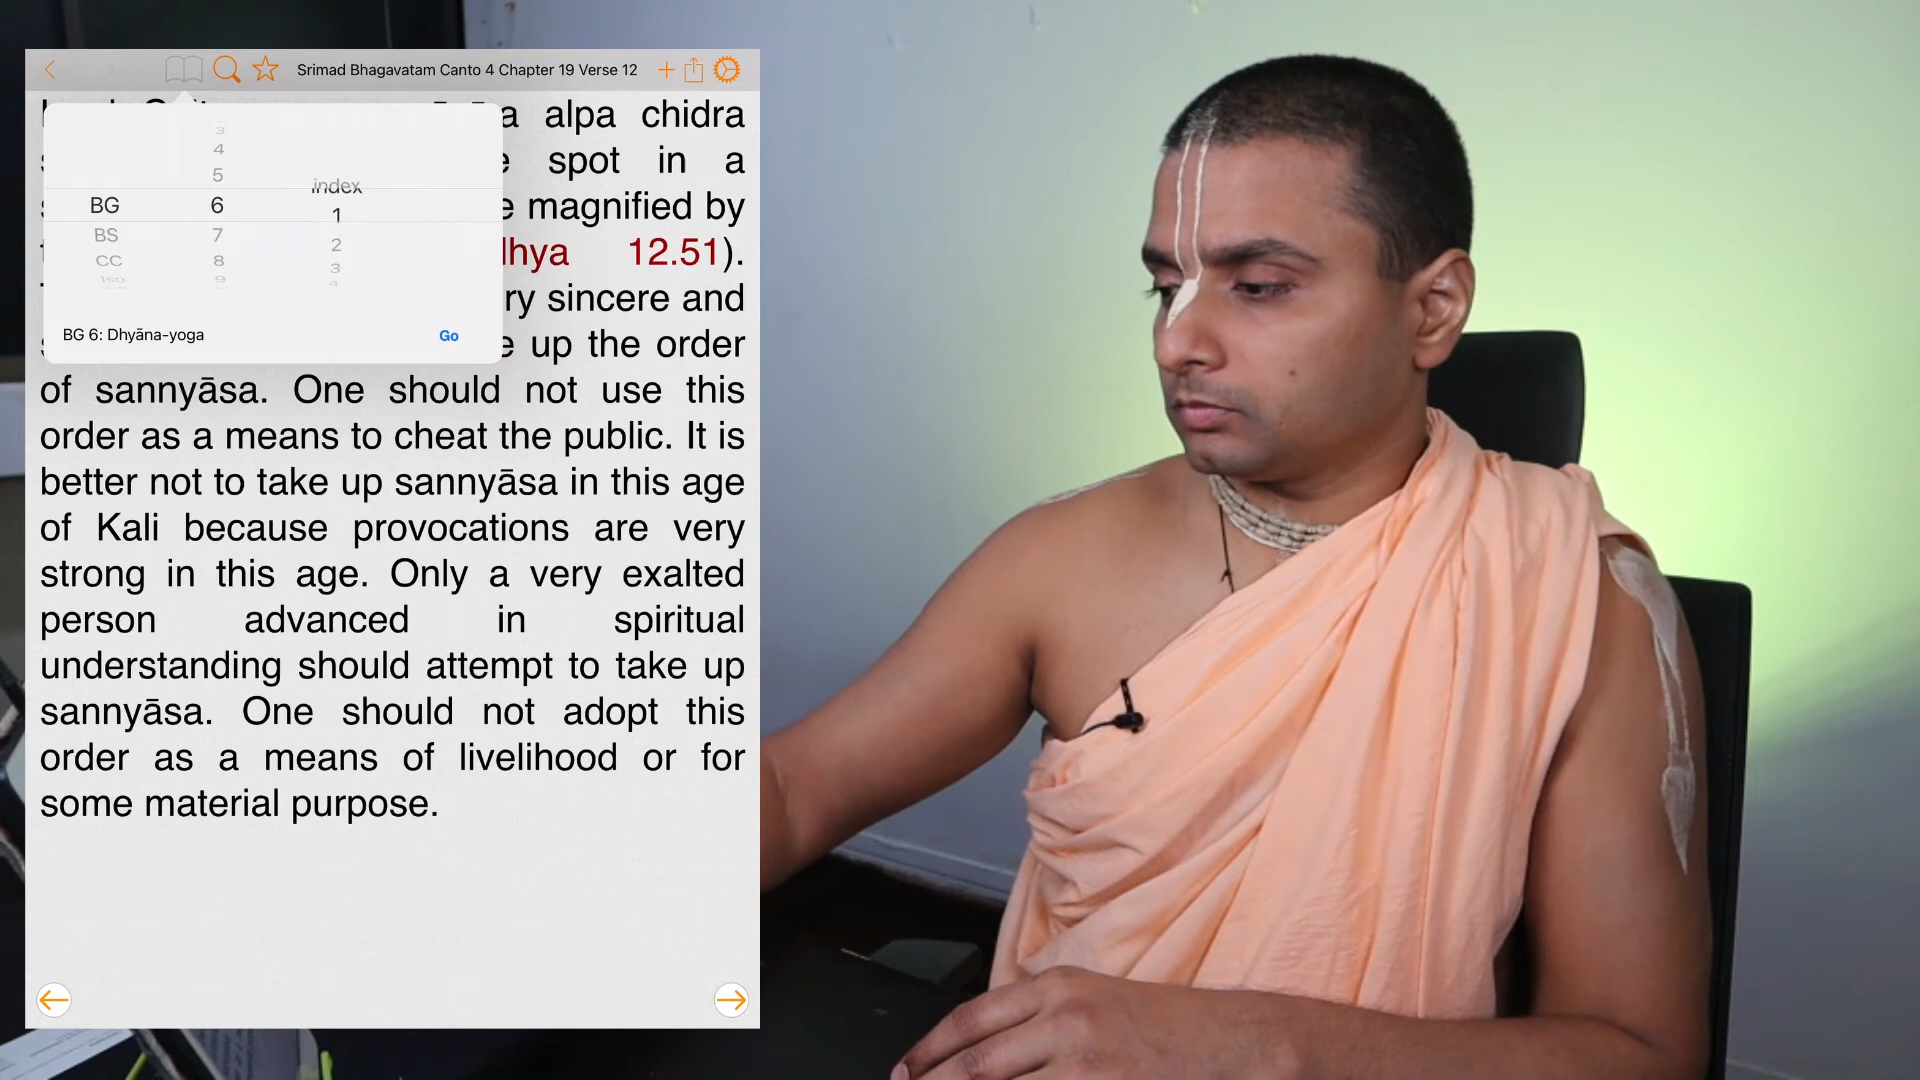 Srimad Bhagavatam Canto 4 Chapter 19 Verse 12
a alpa chidra
spot in a
magnified by
dhya 12.51).
ry sincere and
up the order
of sannyāsa. One should not use this
order as a means to cheat the public. It is
better not to take up sannyāsa in this age
of Kali because provocations are very
strong in this age. Only a very exalted
person advanced in spiritual
understanding should attempt to take up
sannyāsa. One should not adopt this
order as a means of livelihood or for
some material purpose.
3
4
5 index
BG 6 1
BS 7 2
CC 8 3
Iso 9 4
BG 6: Dhyāna-yoga Go